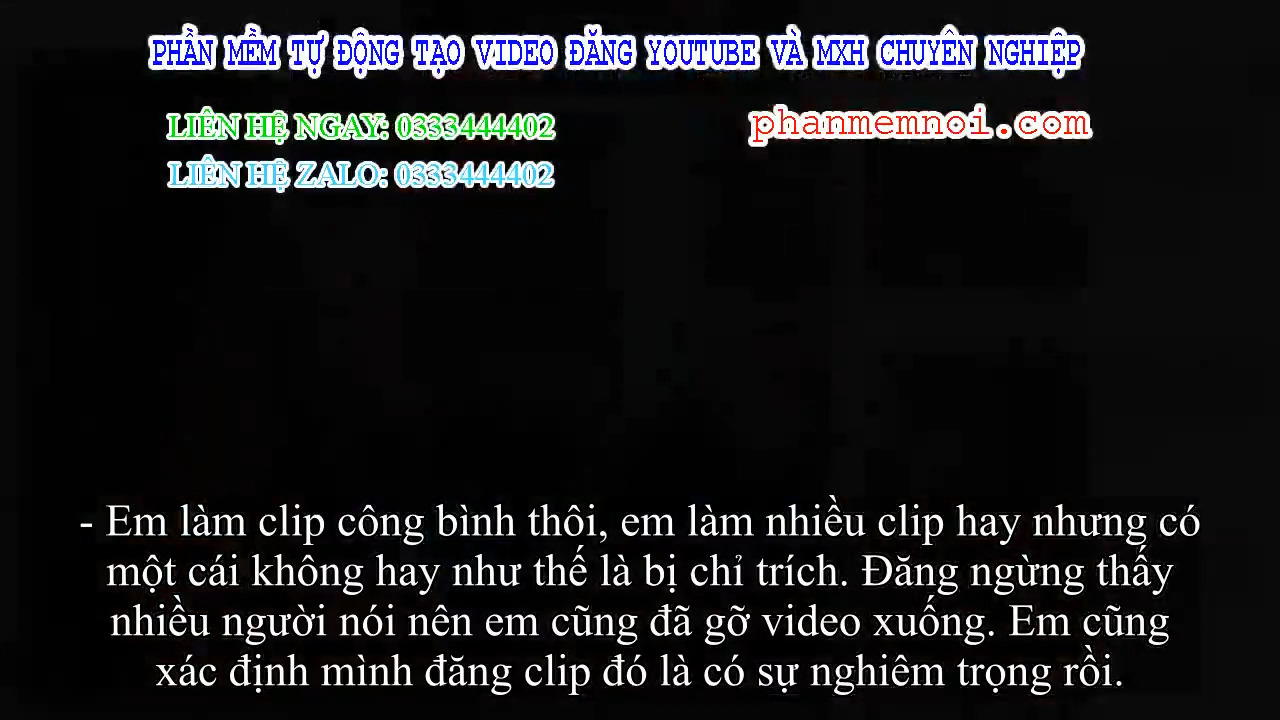 PHẦN MỀM TỰ ĐỘNG TẠO VIDEO ĐĂNG YOUTUBE VÀ MXH CHUYÊN NGHIỆP
LIÊN HỆ NGAY: 0333444402
phanmemnoi.com
LIÊN HỆ ZALO: 0333444402
- Em làm clip công bình thôi, em làm nhiều clip hay nhưng có
một cái không hay như thế là bị chỉ trích. Đăng ngừng thấy
nhiều người nói nên em cũng đã gỡ video xuống. Em cũng
xác định mình đăng clip đó là có sự nghiêm trọng rồi.